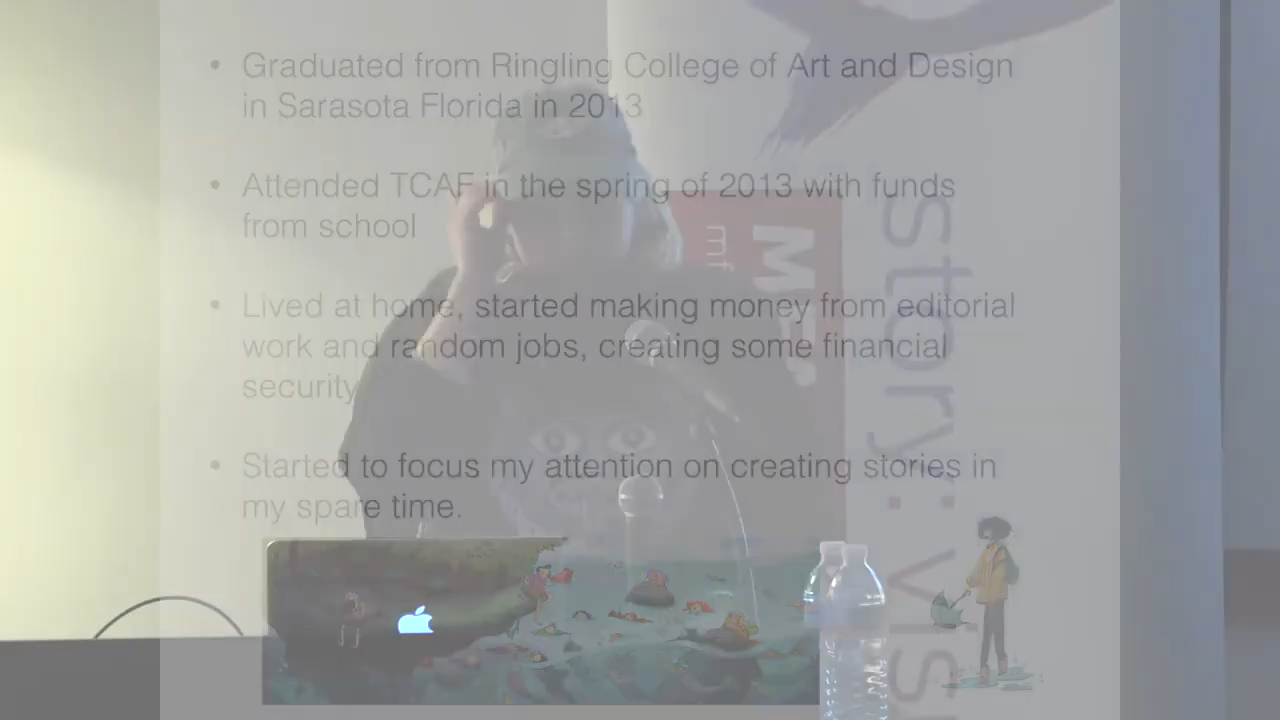 • Graduated from Ringling College of Art and Design
in Sarasota Florida in 2013
• Attended TCAF in the spring of 2013 with funds
from school
• Lived at home, started making money from editorial
work and random jobs, creating some financial
security
• Started to focus my attention on creating stories in
my spare time.
mf
story: